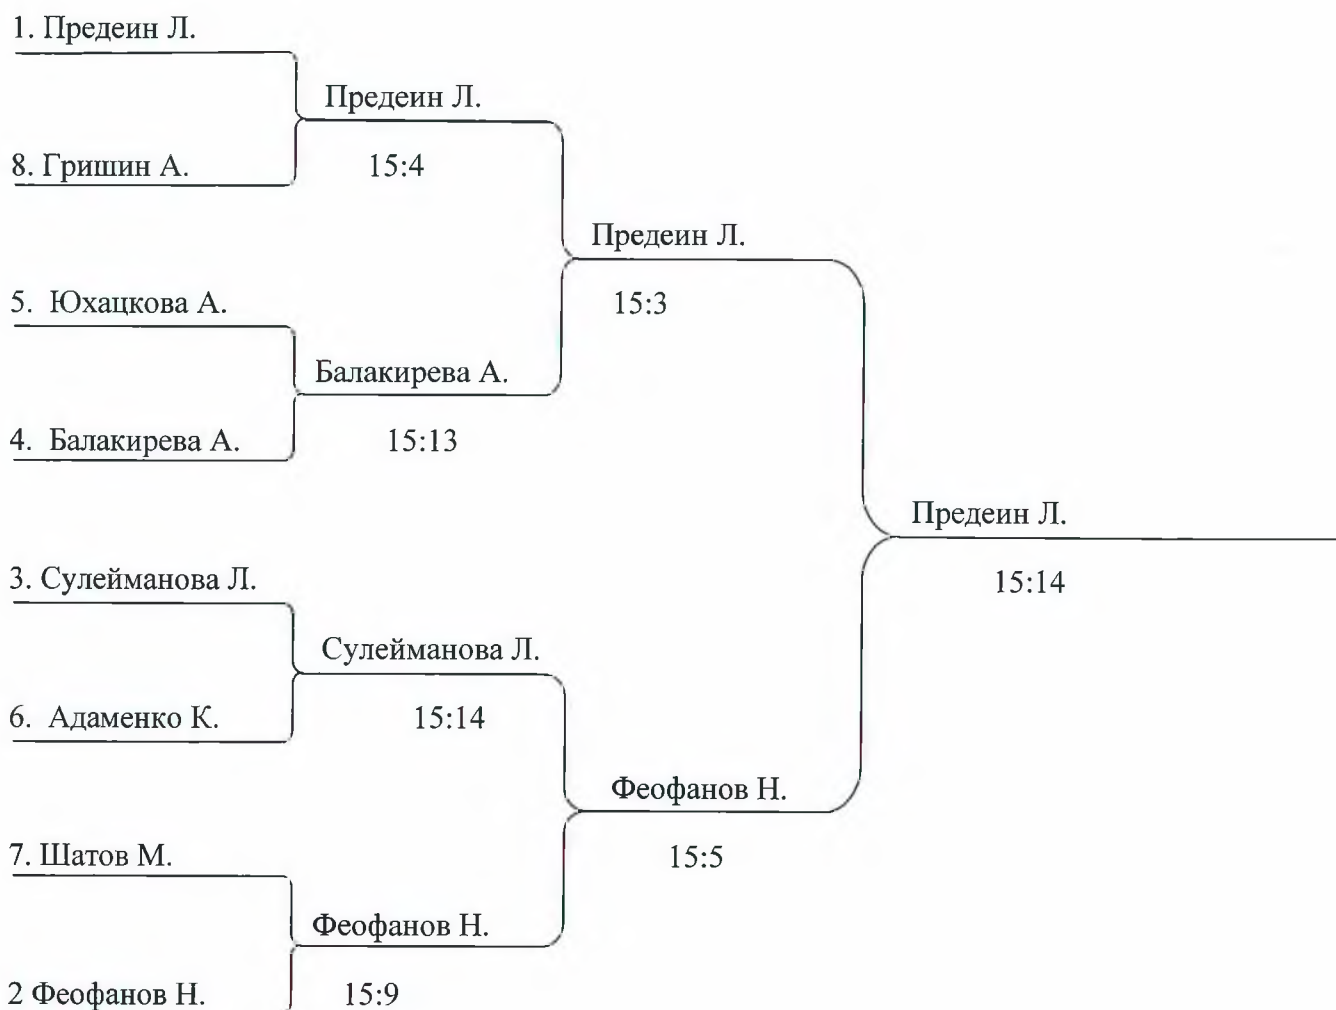 1. Предеин Л.
Предеин Л.
8. Гришин А.
15:4
Предеин Л.
5. Юхацкова А.
15:3
Балакирева А.
4. Балакирева А.
15:13
Предеин Л.
3. Сулейманова Л.
15:14
Сулейманова Л.
6. Адаменко К.
15:14
Феофанов Н.
7. Шатов М.
15:5
Феофанов Н.
2 Феофанов Н.
15:9